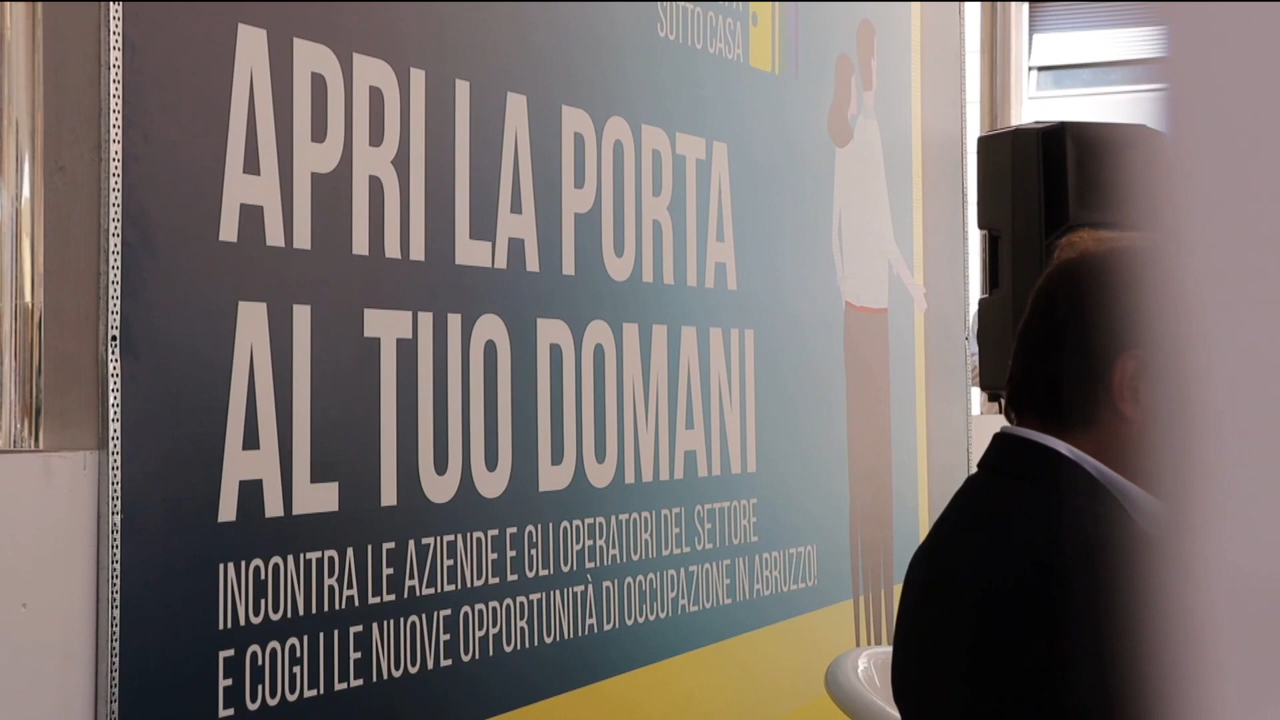 SOTTO CASA
APRI LA PORTA
AL TUO DOMANI
INCONTRA LE AZIENDE E GLI OPERATORI DEL SETTORE
E COGLI LE NUOVE OPPORTUNITÀ DI OCCUPAZIONE IN ABRUZZO!